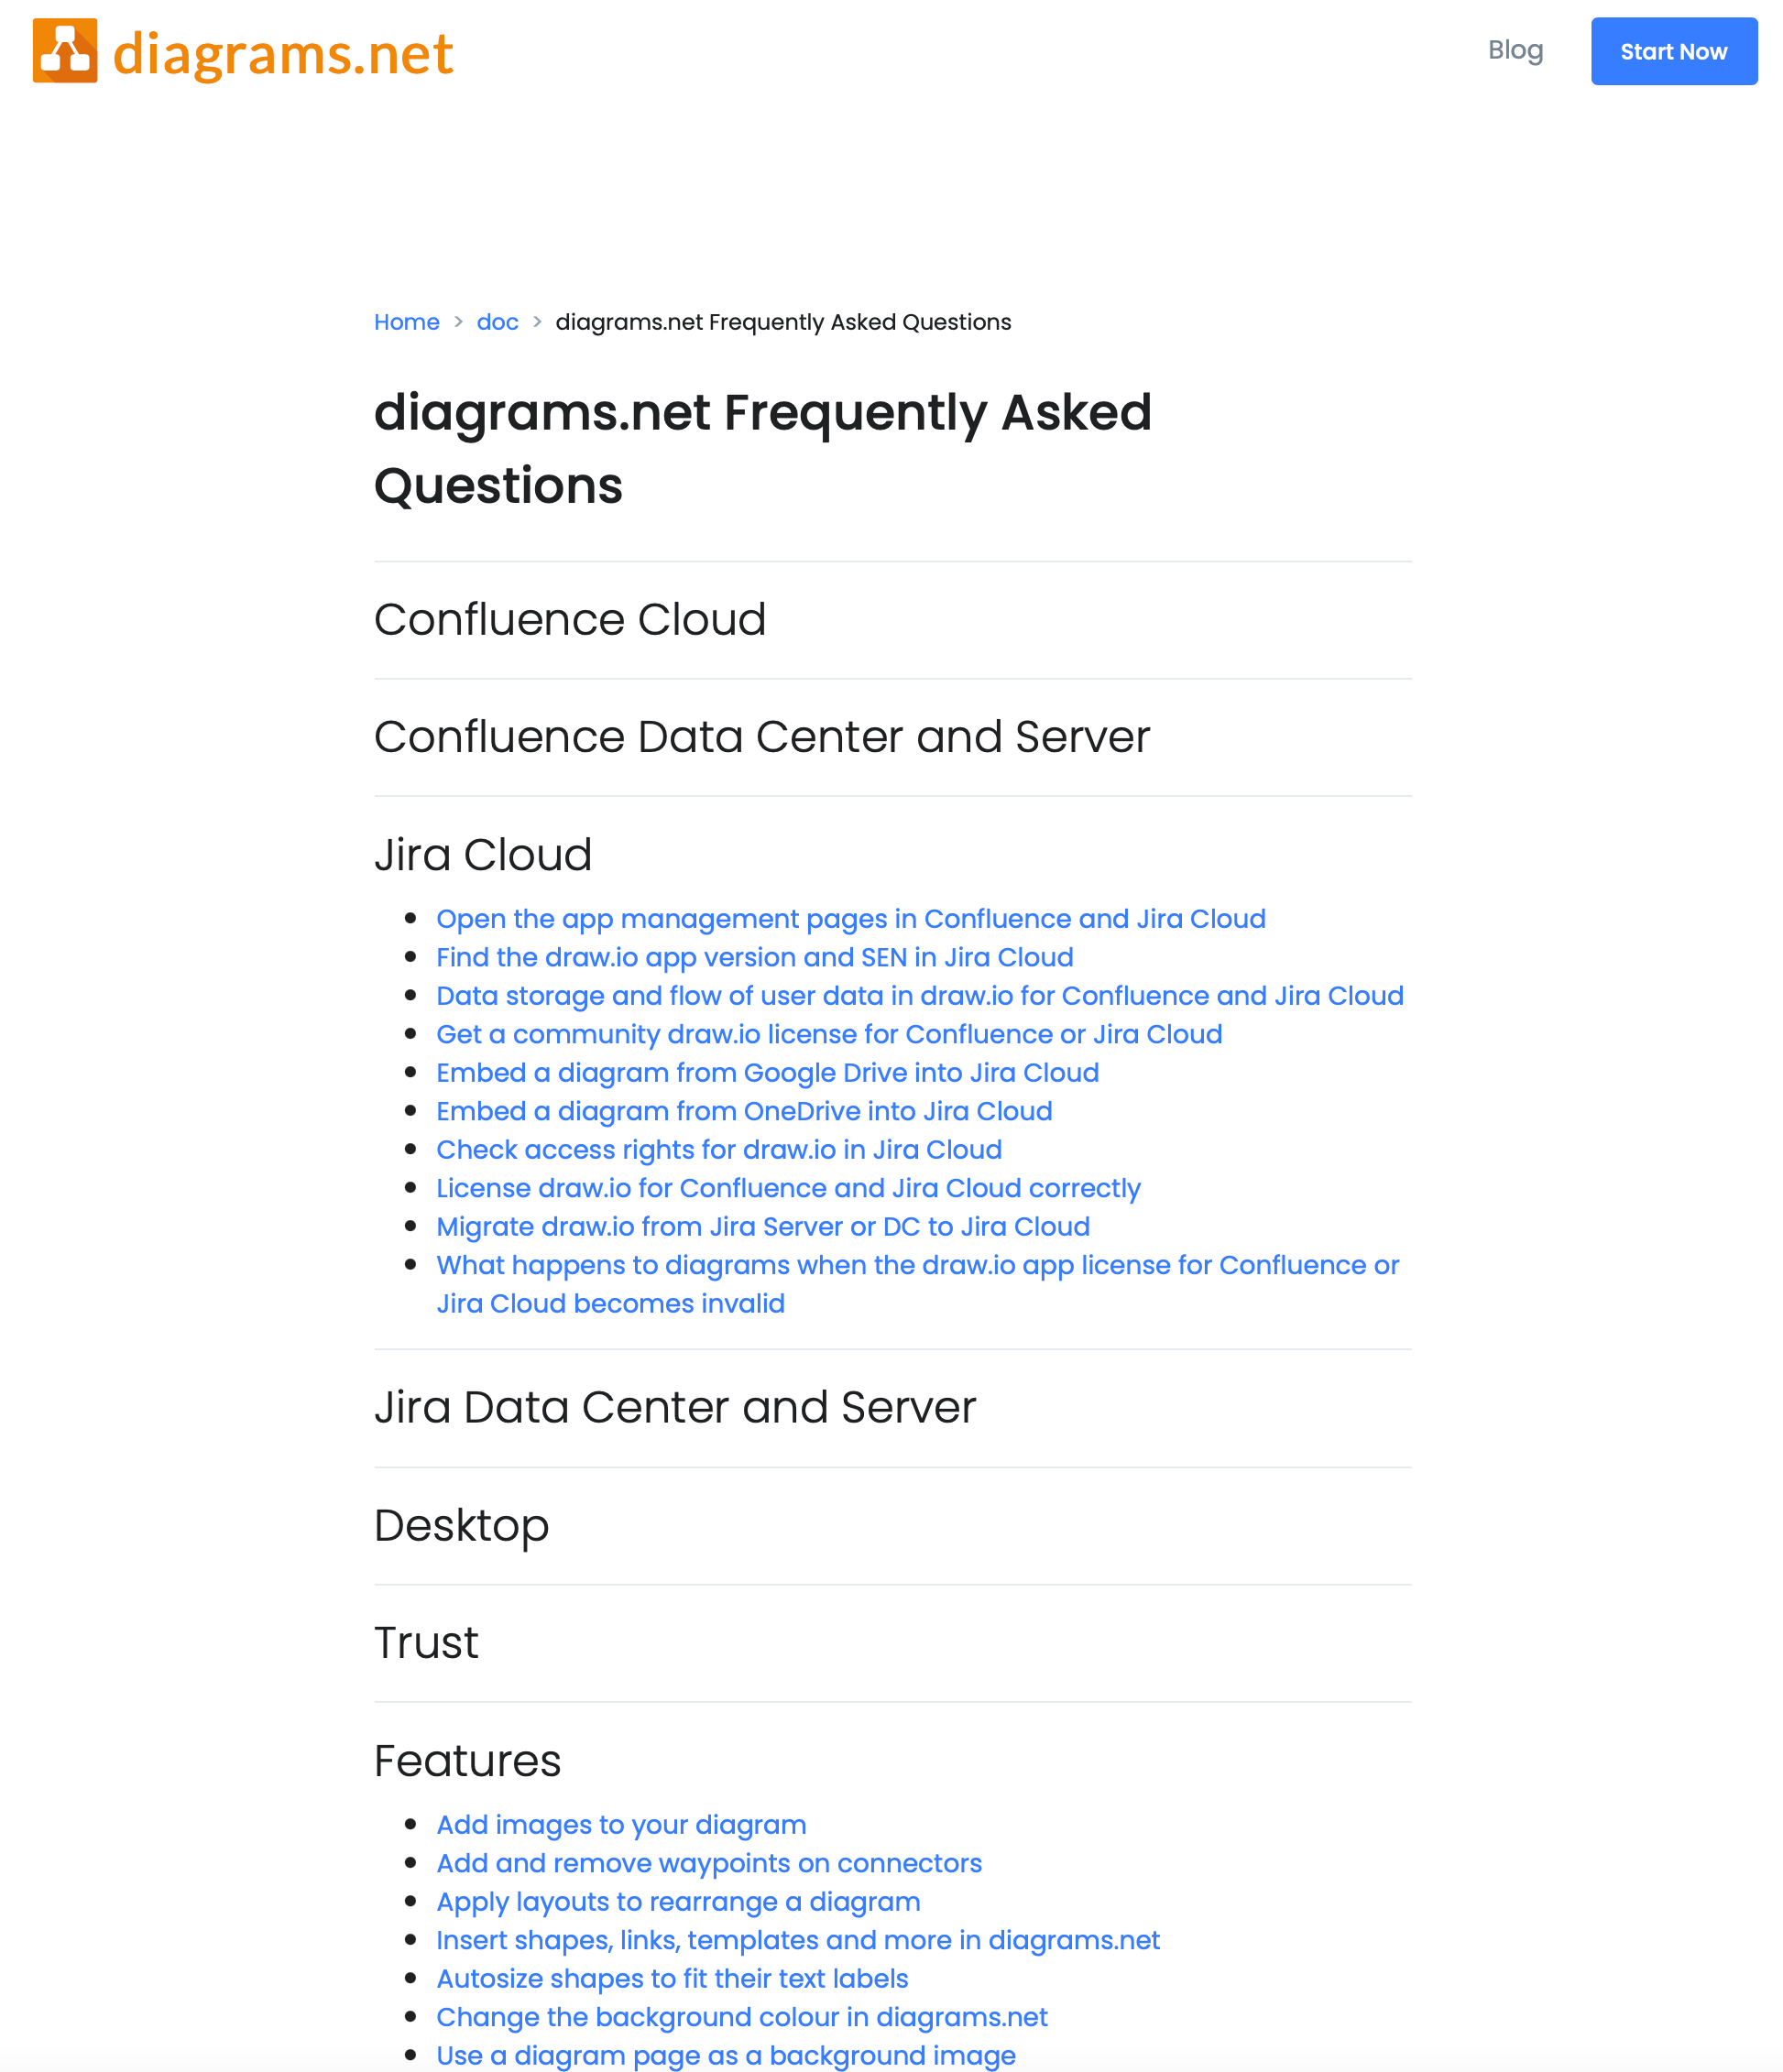 diagrams.net
Blog
Start Now
Home > doc > diagrams.net Frequently Asked Questions
diagrams.net Frequently Asked
Questions
Confluence Cloud
Confluence Data Center and Server
Jira Cloud
Open the app management pages in Confluence and Jira Cloud
Find the draw.io app version and SEN in Jira Cloud
Data storage and flow of user data in draw.io for Confluence and Jira Cloud
Get a community draw.io license for Confluence or Jira Cloud
Embed a diagram from Google Drive into Jira Cloud
Embed a diagram from OneDrive into Jira Cloud
Check access rights for draw.io in Jira Cloud
License draw.io for Confluence and Jira Cloud correctly
Migrate draw.io from Jira Server or DC to Jira Cloud
What happens to diagrams when the draw.io app license for Confluence or
Jira Cloud becomes invalid
Jira Data Center and Server
Desktop
Trust
Features
Add images to your diagram
Add and remove waypoints on connectors
Apply layouts to rearrange a diagram
Insert shapes, links, templates and more in diagrams.net
Autosize shapes to fit their text labels
Change the background colour in diagrams.net
Use a diagram page as a background image